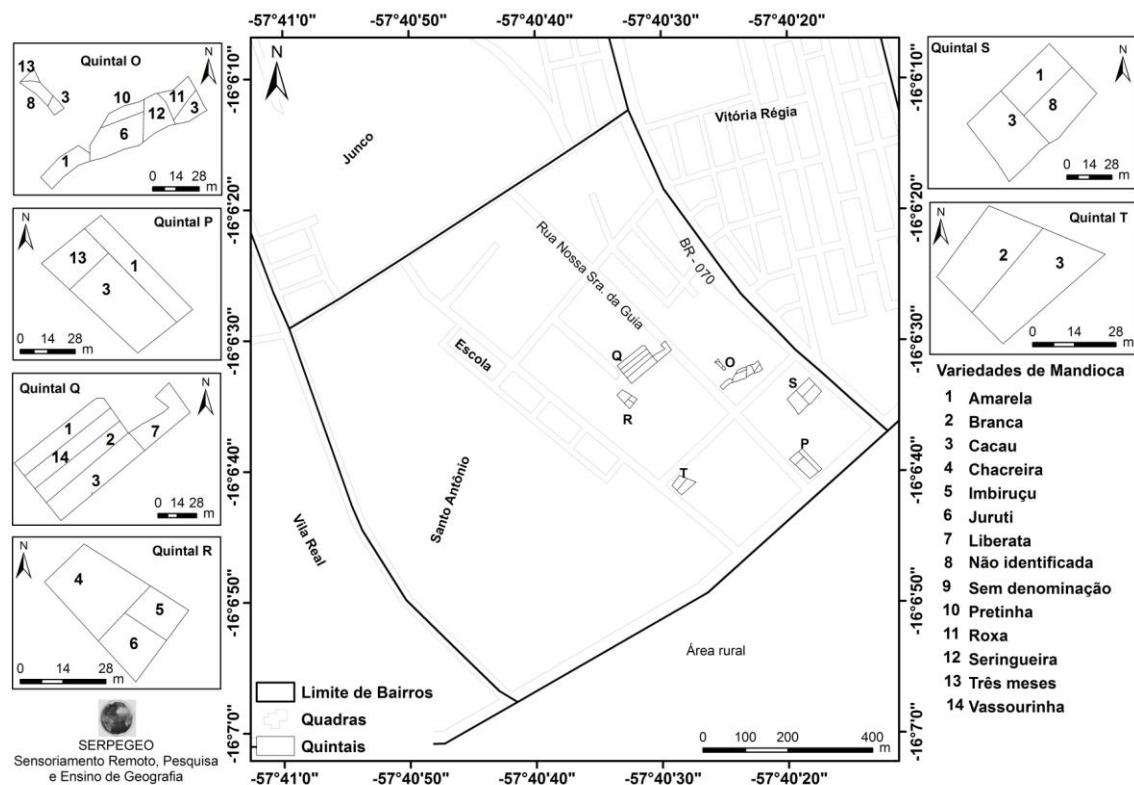 -57°41'0"
-57°40'50"
-57°40'40"
-57°40'30"
-57°40'20"
Quintal O
N
13
8
3
10
11
12
3
6
1
0 14 28
m
Quintal P
N
13
1
3
0 14 28
m
Quintal Q
N
1
2
7
14
3
0 14 28
m
Quintal R
N
4
5
6
0 14 28
m
SERPEGEO
Sensoriamento Remoto, Pesquisa
e Ensino de Geografia
-16°6'10"
-16°6'20"
-16°6'30"
-16°6'40"
-16°6'50"
-16°7'0"
N
Junco
Vitória Régia
Rua Nossa Sra. da Guia
BR - 070
Escola
Q
O
S
R
P
T
Santo Antônio
Vila Real
Área rural
Limite de Bairros
Quadras
Quintais
0 100 200 400
m
-16°6'10"
-16°6'20"
-16°6'30"
-16°6'40"
-16°6'50"
-16°7'0"
-57°41'0"
-57°40'50"
-57°40'40"
-57°40'30"
-57°40'20"
Quintal S
N
1
8
3
0 14 28
m
Quintal T
N
2
3
0 14 28
m
Variedades de Mandioca
1 Amarela
2 Branca
3 Cacau
4 Chacreira
5 Imbiruçu
6 Juruti
7 Liberata
8 Não identificada
9 Sem denominação
10 Pretinha
11 Roxa
12 Seringueira
13 Três meses
14 Vassourinha